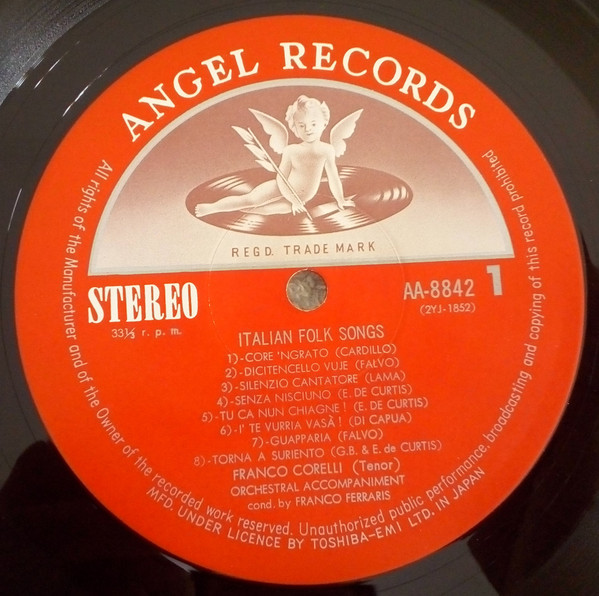 ANGEL RECORDS
REGD. TRADE MARK
STEREO
33⅓ r. p. m.
AA-8842 1
(2YJ-1852)
ITALIAN FOLK SONGS
1)-CORE 'NGRATO (CARDILLO)
2)-DICITENCELLO VUJE (FALVO)
3)-SILENZIO CANTATORE (LAMA)
4)-SENZA NISCIUNO (E. DE CURTIS)
5)-TU CA NUN CHIAGNE! (E. DE CURTIS)
6)-I' TE VURRIA VASÀ! (DI CAPUA)
7)-GUAPPARIA (FALVO)
8)-TORNA A SURIENTO (G.B. & E. de CURTIS)
FRANCO CORELLI (Tenor)
ORCHESTRAL ACCOMPANIMENT
cond. by FRANCO FERRARIS
All rights of the Manufacturer and of the Owner of the recorded work reserved. Unauthorized public performance, broadcasting and copying of this record prohibited
MFD. UNDER LICENCE BY TOSHIBA-EMI LTD. IN JAPAN